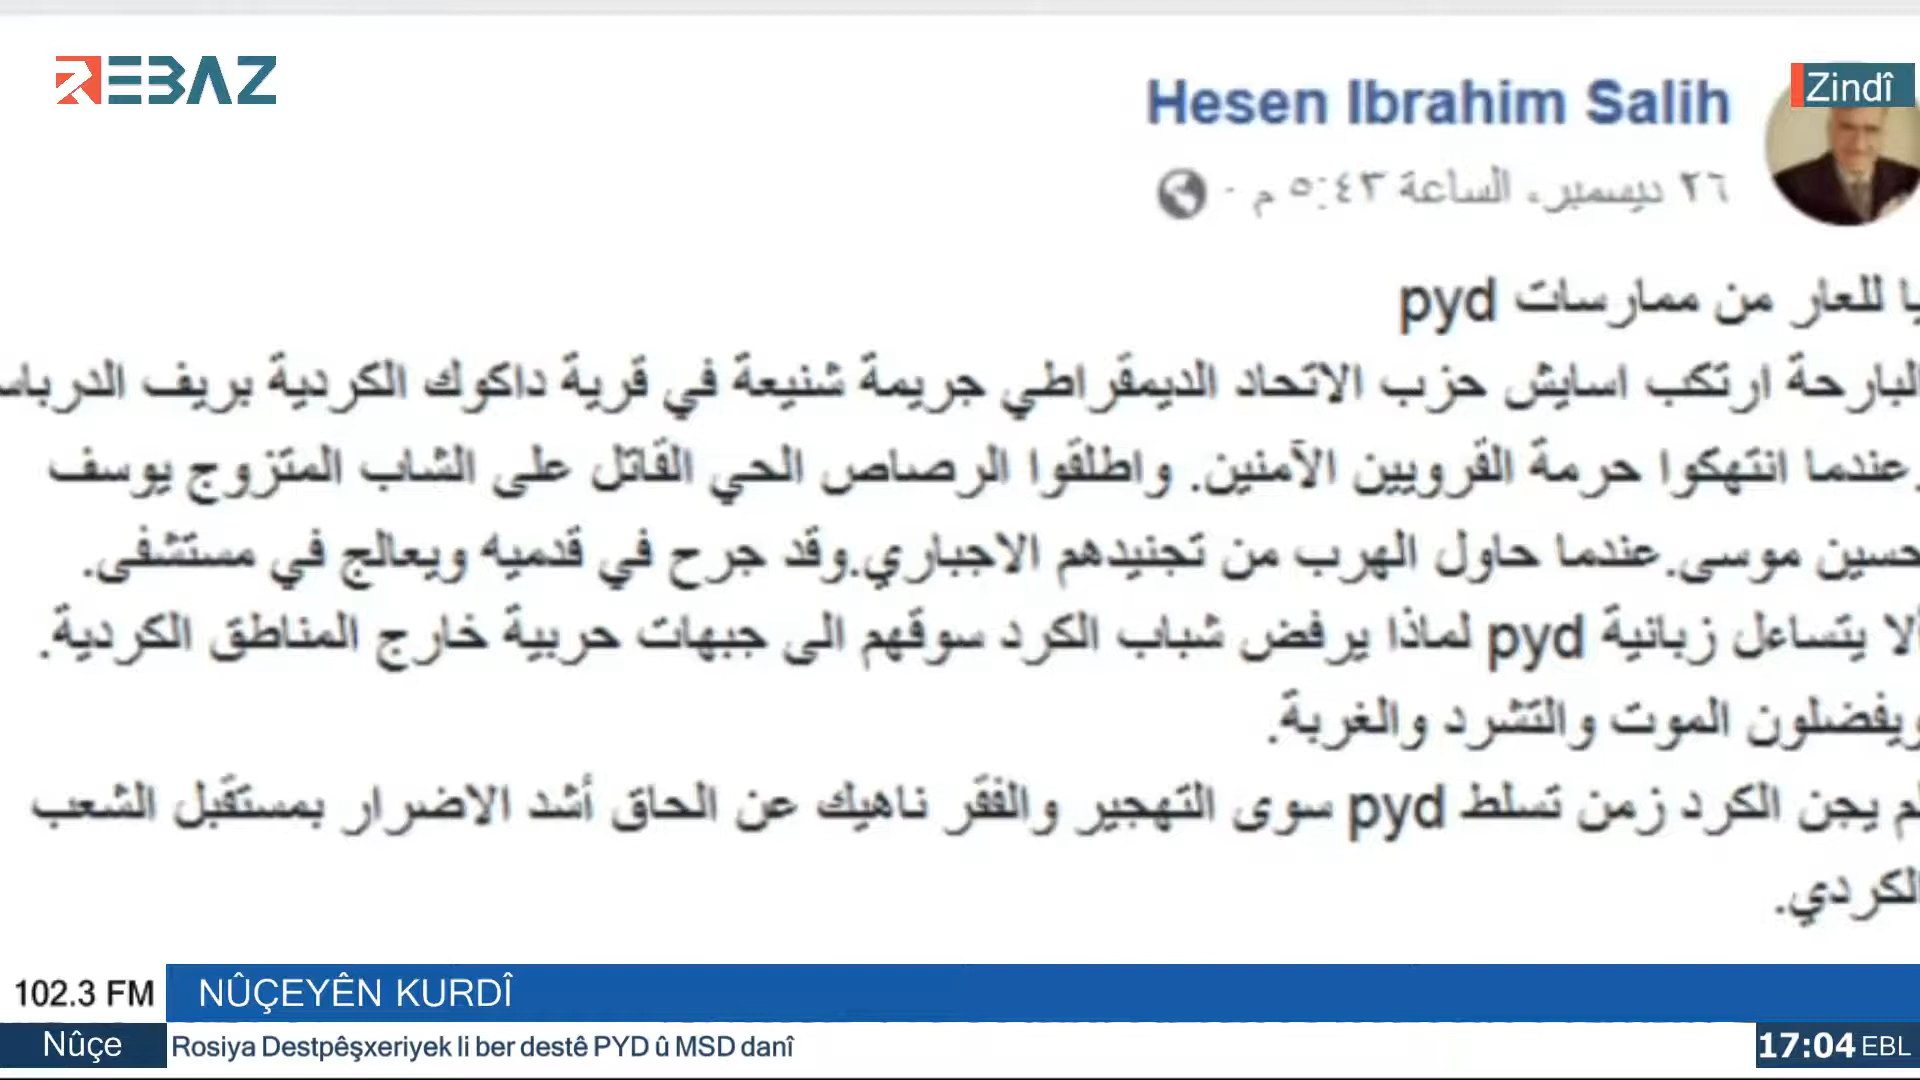 REBAZ
Zindî
Hesen Ibrahim Salih
٢٦ ديسمبر، الساعة ٥:٤٣ م ·
يا للعار من ممارسات pyd
البارحة ارتكب اسايش حزب الاتحاد الديمقراطي جريمة شنيعة في قرية داكوك الكردية بريف الدرباس
.عندما انتهكوا حرمة القرويين الآمنين. واطلقوا الرصاص الحي القاتل على الشاب المتزوج يوسف
حسين موسى.عندما حاول الهرب من تجنيدهم الاجباري.وقد جرح في قدميه ويعالج في مستشفى.
ألا يتساءل زبانية pyd لماذا يرفض شباب الكرد سوقهم الى جبهات حربية خارج المناطق الكردية.
ويفضلون الموت والتشرد والغربة.
لم يجن الكرد زمن تسلط pyd سوى التهجير والفقر ناهيك عن الحاق أشد الاضرار بمستقبل الشعب
الكردي.
102.3 FM
NÛÇEYÊN KURDÎ
Nûçe
Rosiya Destpêşxeriyek li ber destê PYD û MSD danî
17:04 EBL